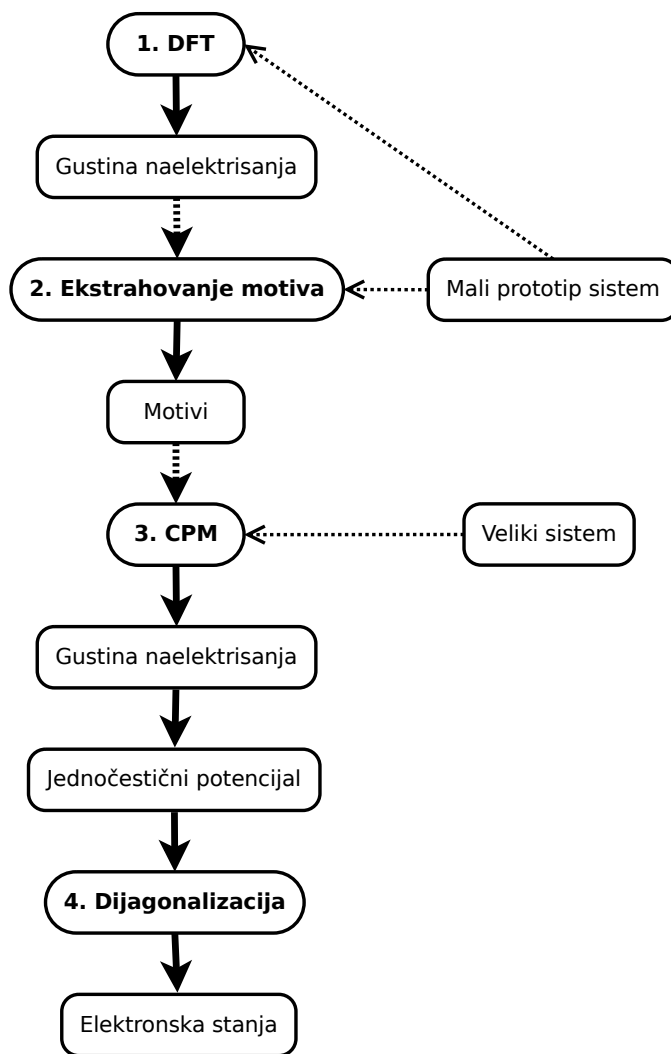 1. DFT
Gustina naelektrisanja
2. Ekstrahovanje motiva
Mali prototip sistem
Motivi
3. CPM
Veliki sistem
Gustina naelektrisanja
Jednočestični potencijal
4. Dijagonalizacija
Elektronska stanja